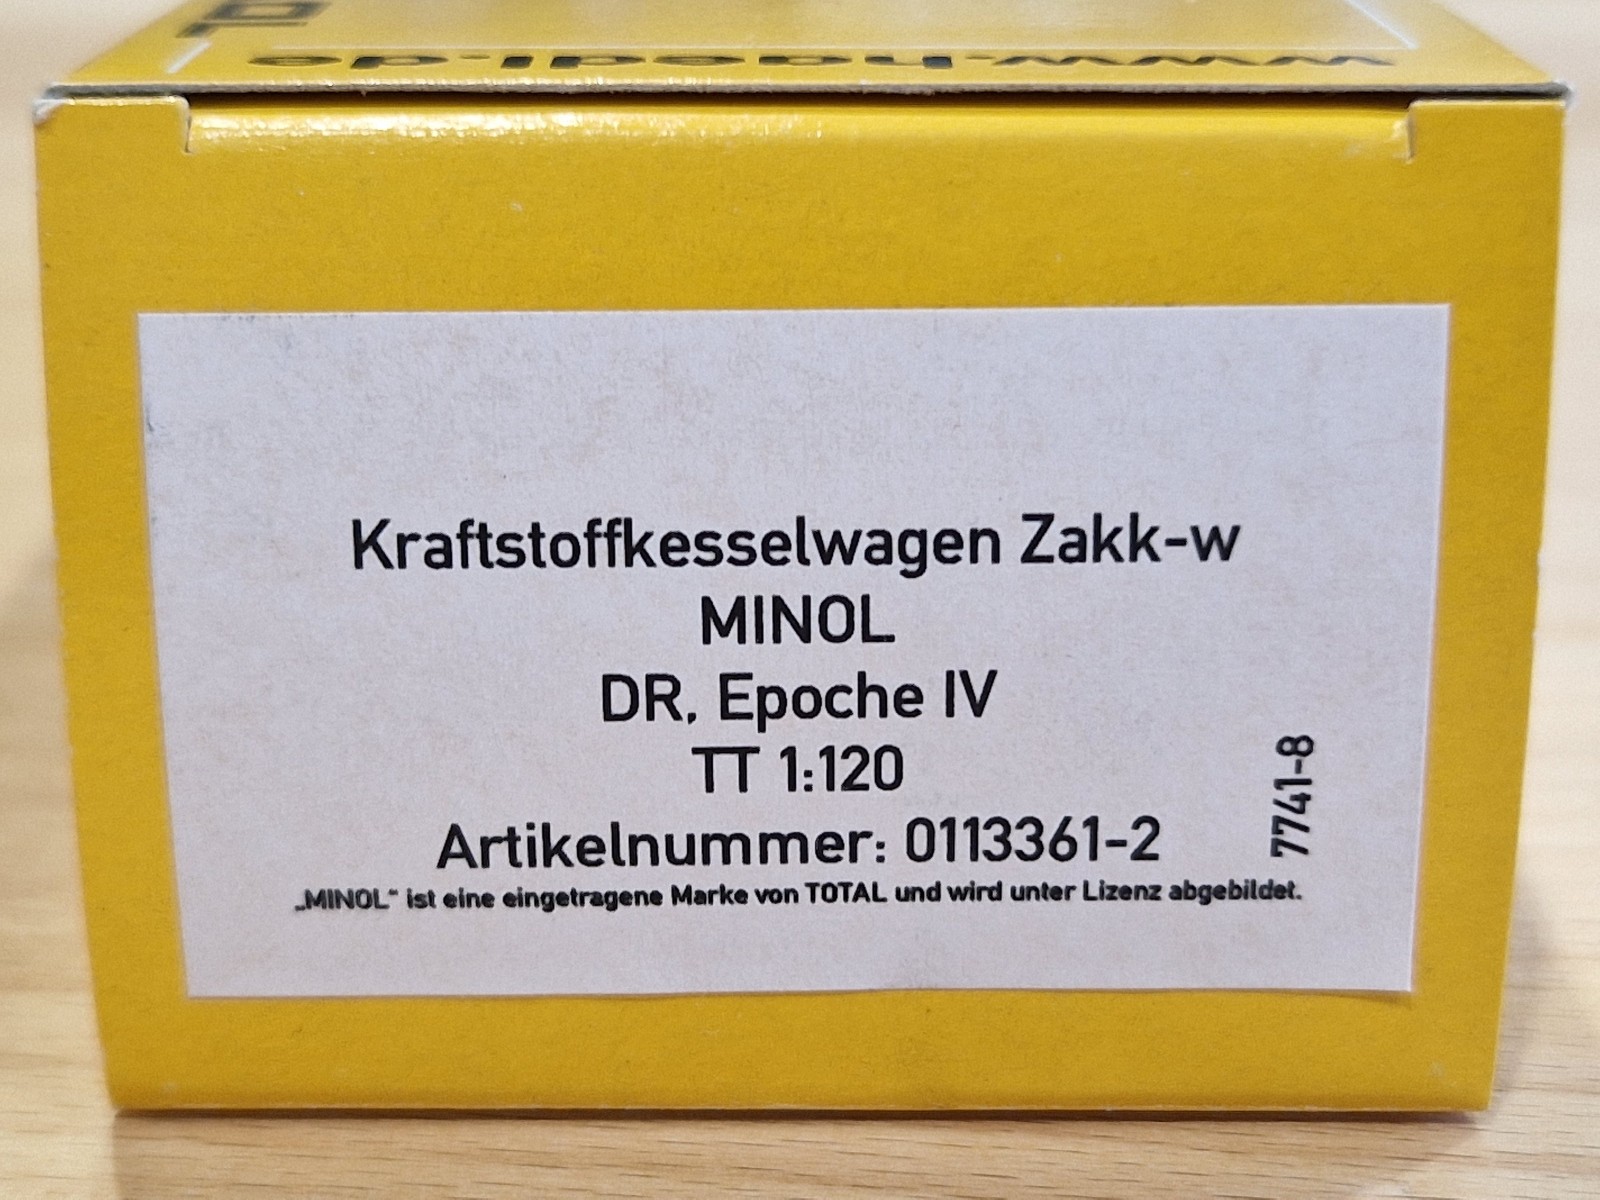 www.haedl.de
Kraftstoffkesselwagen Zakk-w
MINOL
DR, Epoche IV
TT 1:120
Artikelnummer: 0113361-2
7741-8
„MINOL“ ist eine eingetragene Marke von TOTAL und wird unter Lizenz abgebildet.